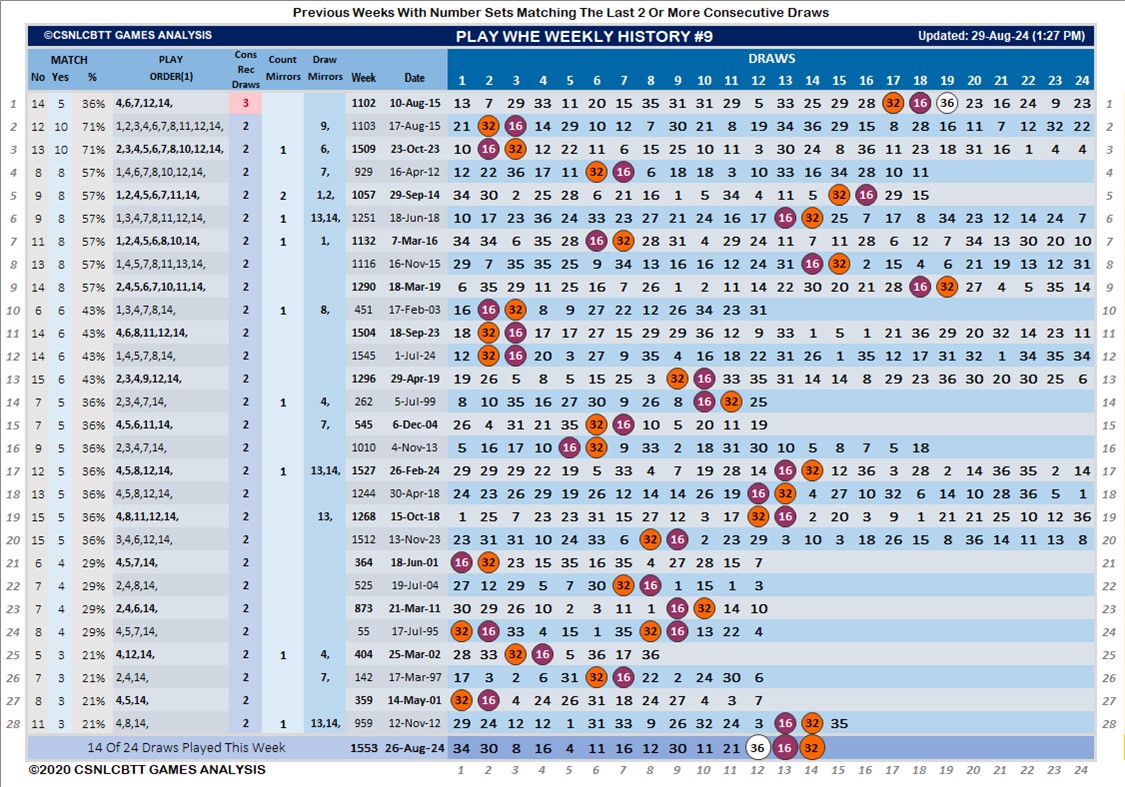 Previous Weeks With Number Sets Matching The Last 2 Or More Consecutive Draws
©CSNLCBTT GAMES ANALYSIS PLAY WHE WEEKLY HISTORY #9 Updated: 29-Aug-24 (1:27 PM)
MATCH PLAY Cons Rec Draws Count Mirrors Draw Mirrors Week Date DRAWS
No Yes % ORDER(1) 1 2 3 4 5 6 7 8 9 10 11 12 13 14 15 16 17 18 19 20 21 22 23 24
1 14 5 36% 4,6,7,12,14, 3 1102 10-Aug-15 13 7 29 33 11 20 15 35 31 31 29 5 33 25 29 28 32 16 19 23 16 24 9 23 1
2 12 10 71% 1,2,3,4,6,7,8,11,12,14, 2 9, 1103 17-Aug-15 21 32 16 14 29 10 12 7 30 21 8 19 34 36 29 15 8 28 16 11 7 12 32 22 2
3 13 10 71% 2,3,4,5,6,7,8,10,12,14, 2 1 6, 1509 23-Oct-23 10 16 32 12 22 11 6 15 25 10 11 3 30 24 8 36 11 23 18 31 16 1 4 4 3
4 8 8 57% 1,4,6,7,8,10,12,14, 2 7, 929 16-Apr-12 12 22 36 17 11 32 16 6 18 18 3 10 33 16 34 28 10 11 4
5 9 8 57% 1,2,4,5,6,7,11,14, 2 2 1,2, 1057 29-Sep-14 34 30 2 25 28 6 21 16 1 5 34 4 11 5 32 16 29 15 5
6 9 8 57% 1,3,4,7,8,11,12,14, 2 1 13,14, 1251 18-Jun-18 10 17 23 36 24 33 23 27 21 24 16 17 16 32 25 7 17 8 34 23 12 14 24 7 6
7 11 8 57% 1,2,4,5,6,8,10,14, 2 1 1, 1132 7-Mar-16 34 34 6 35 28 16 32 28 31 4 29 24 11 7 11 28 6 12 7 34 13 30 20 10 7
8 13 8 57% 1,4,5,7,8,11,13,14, 2 1116 16-Nov-15 29 7 35 35 25 9 34 13 16 16 12 24 31 16 32 2 15 4 6 21 19 13 12 31 8
9 14 8 57% 2,4,5,6,7,10,11,14, 2 1290 18-Mar-19 6 35 29 11 25 16 7 26 1 2 11 14 22 30 20 21 28 16 32 27 4 5 35 14 9
10 6 6 43% 1,3,4,7,8,14, 2 1 8, 451 17-Feb-03 16 16 32 8 9 27 22 12 26 34 23 31 10
11 14 6 43% 4,6,8,11,12,14, 2 1504 18-Sep-23 18 32 16 17 17 27 15 29 29 36 12 9 33 1 5 1 21 36 29 20 32 14 23 11 11
12 14 6 43% 1,4,5,7,8,14, 2 1545 1-Jul-24 12 32 16 20 3 27 9 35 4 16 18 22 31 26 1 35 12 17 31 32 1 34 35 34 12
13 15 6 43% 2,3,4,9,12,14, 2 1296 29-Apr-19 19 26 5 8 5 15 25 3 32 16 33 35 31 14 14 8 29 23 36 30 20 30 25 6 13
14 7 5 36% 2,3,4,7,14, 2 1 4, 262 5-Jul-99 8 10 35 16 27 30 9 26 8 16 32 25 14
15 7 5 36% 4,5,6,11,14, 2 7, 545 6-Dec-04 26 4 31 21 35 32 16 10 5 20 11 19 15
16 9 5 36% 2,3,4,7,14, 2 1010 4-Nov-13 5 16 17 10 16 32 9 33 2 18 31 30 10 5 8 7 5 18 16
17 12 5 36% 4,5,8,12,14, 2 1 13,14, 1527 26-Feb-24 29 29 29 22 19 5 33 4 7 19 28 14 16 32 12 36 3 28 2 14 36 35 2 14 17
18 13 5 36% 4,5,8,12,14, 2 1244 30-Apr-18 24 23 26 29 19 26 12 14 14 26 19 16 32 4 27 10 32 6 14 10 28 36 5 1 18
19 15 5 36% 4,8,11,12,14, 2 13, 1268 15-Oct-18 1 25 7 23 23 31 15 27 12 3 17 32 16 2 20 3 9 1 21 21 25 10 12 36 19
20 15 5 36% 3,4,6,12,14, 2 1512 13-Nov-23 23 31 31 10 24 33 6 32 16 2 23 29 3 10 3 18 26 15 8 36 14 11 13 8 20
21 6 4 29% 4,5,7,14, 2 364 18-Jun-01 16 32 23 15 35 16 35 4 27 28 15 7 21
22 7 4 29% 2,4,8,14, 2 525 19-Jul-04 27 12 29 5 7 30 32 16 1 15 1 3 22
23 7 4 29% 2,4,6,14, 2 873 21-Mar-11 30 29 26 10 2 3 11 1 16 32 14 10 23
24 8 4 29% 4,5,7,14, 2 55 17-Jul-95 32 16 33 4 15 1 35 32 16 13 22 4 24
25 5 3 21% 4,12,14, 2 1 4, 404 25-Mar-02 28 33 32 16 5 36 17 36 25
26 7 3 21% 2,4,14, 2 7, 142 17-Mar-97 17 3 2 6 31 32 16 22 2 24 30 6 26
27 8 3 21% 4,5,14, 2 359 14-May-01 32 16 4 24 26 31 18 24 27 4 3 7 27
28 11 3 21% 4,8,14, 2 1 13,14, 959 12-Nov-12 29 24 12 12 1 31 33 9 26 32 24 3 16 32 35 28
14 Of 24 Draws Played This Week 1553 26-Aug-24 34 30 8 16 4 11 16 12 30 11 21 36 16 32
©2020 CSNLCBTT GAMES ANALYSIS 1 2 3 4 5 6 7 8 9 10 11 12 13 14 15 16 17 18 19 20 21 22 23 24